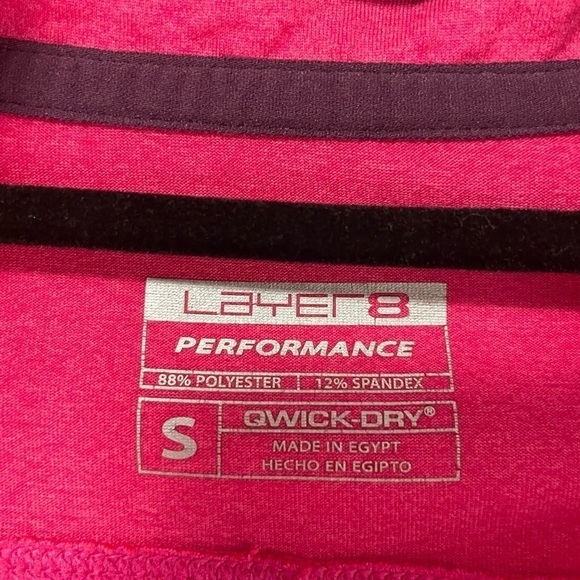 LAYER8
PERFORMANCE
88% POLYESTER | 12% SPANDEX
S
QWICK-DRY®
MADE IN EGYPT
HECHO EN EGIPTO